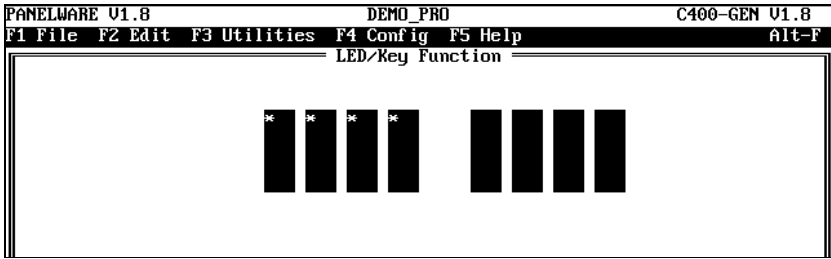 PANELWARE V1.8 DEMO_PRO C400-GEN V1.8
F1 File F2 Edit F3 Utilities F4 Config F5 Help Alt-F
LED/Key Function
* * * *